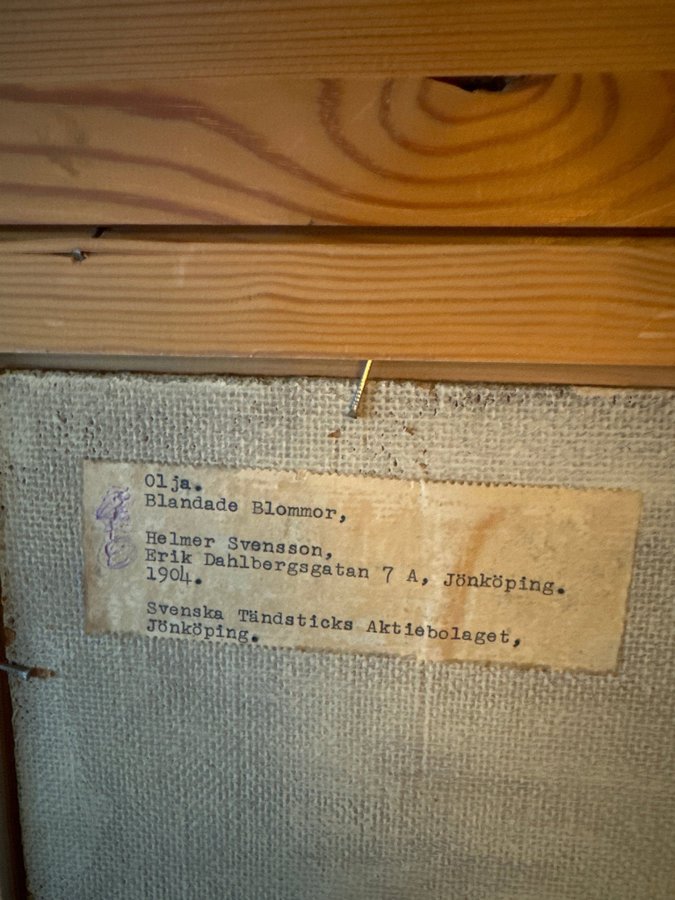 Olja.
Blandade Blommor,
Helmer Svensson,
Erik Dahlbergsgatan 7 A, Jönköping.
1904.
Svenska Tändsticks Aktiebolaget,
Jönköping.